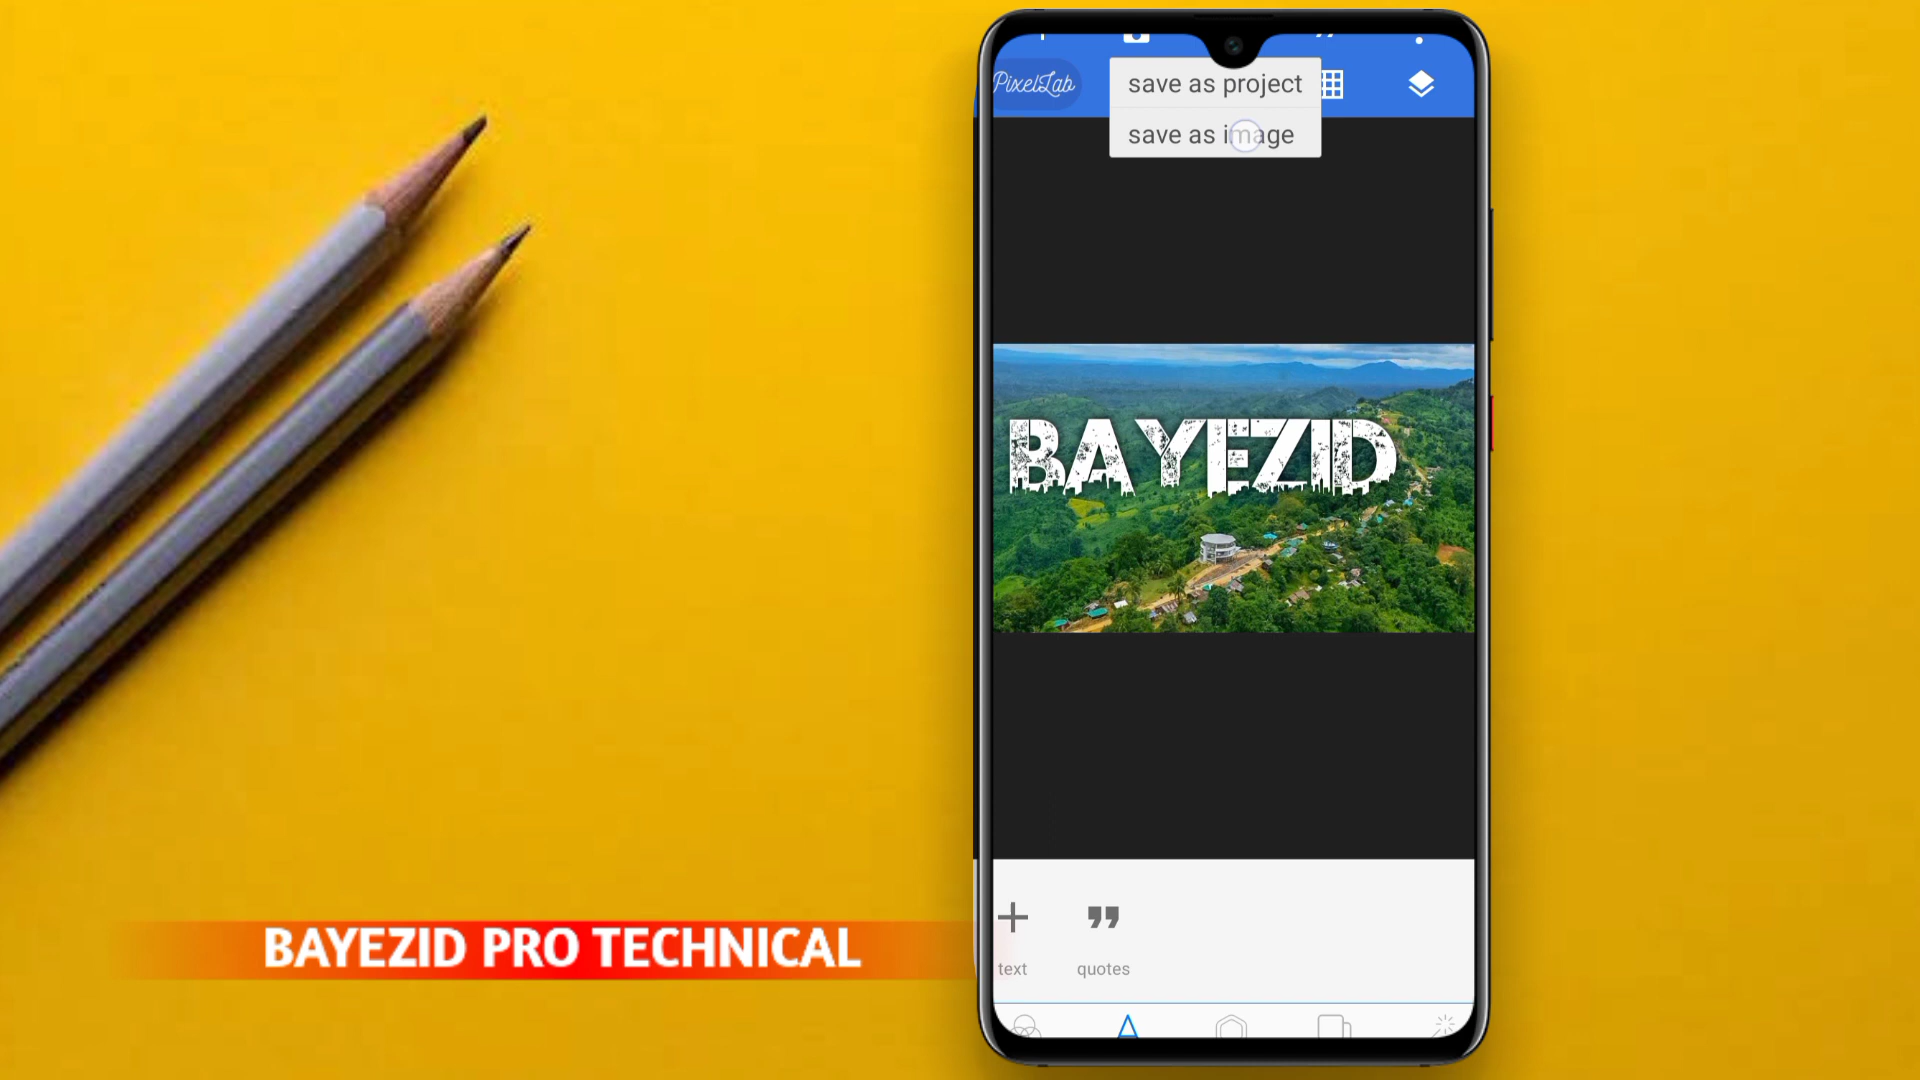 PixelLab
save as project
save as image
BAYEZID
text
quotes
BAYEZID PRO TECHNICAL